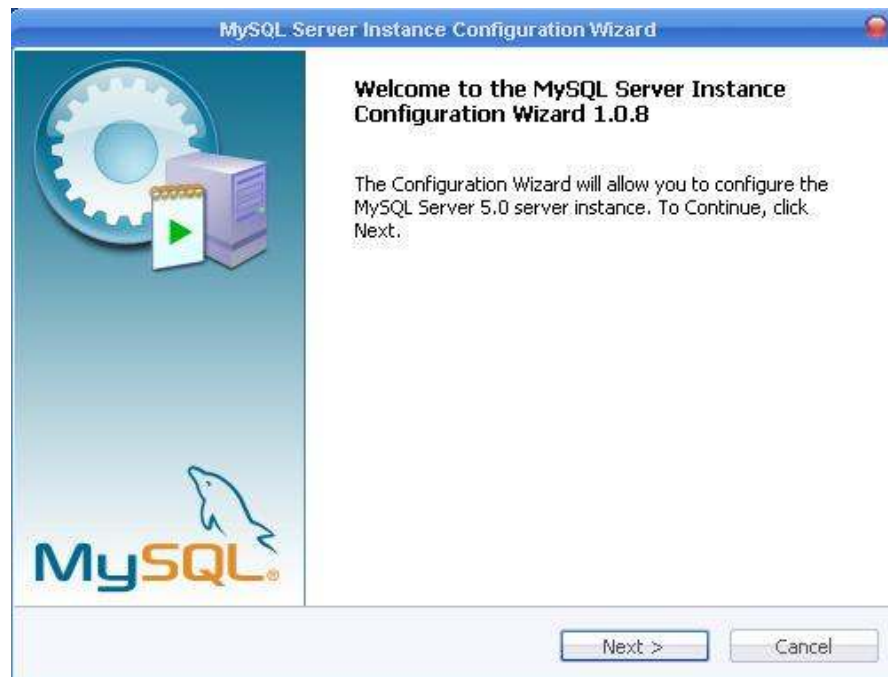 MySQL Server Instance Configuration Wizard
Welcome to the MySQL Server Instance
Configuration Wizard 1.0.8
The Configuration Wizard will allow you to configure the
MySQL Server 5.0 server instance. To Continue, click
Next.
MySQL®
Next >
Cancel